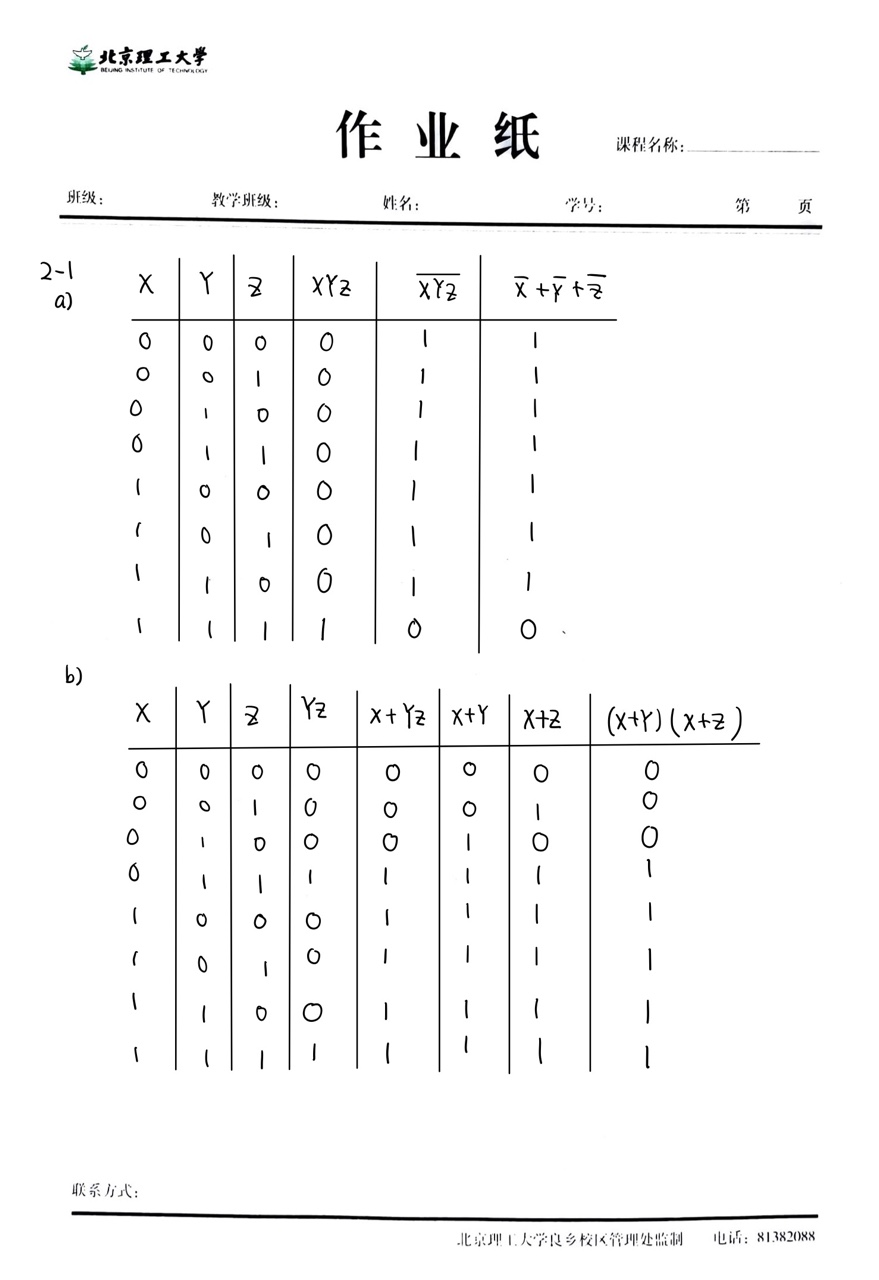 北京理工大学
BEIJING INSTITUTE OF TECHNOLOGY
作业纸
课程名称:
班级: 教学班级: 姓名: 学号: 第 页
2-1
a)
X Y Z XYZ X̅Y̅Z̅ X̅+Y̅+Z̅
0 0 0 0 1 1
0 0 1 0 1 1
0 1 0 0 1 1
0 1 1 0 1 1
1 0 0 0 1 1
1 0 1 0 1 1
1 1 0 0 1 1
1 1 1 1 0 0
b)
X Y Z YZ X+YZ X+Y X+Z (X+Y)(X+Z)
0 0 0 0 0 0 0 0
0 0 1 0 0 0 1 0
0 1 0 0 0 1 0 0
0 1 1 1 1 1 1 1
1 0 0 0 1 1 1 1
1 0 1 0 1 1 1 1
1 1 0 0 1 1 1 1
1 1 1 1 1 1 1 1
联系方式:
北京理工大学良乡校区管理处监制 电话: 81382088